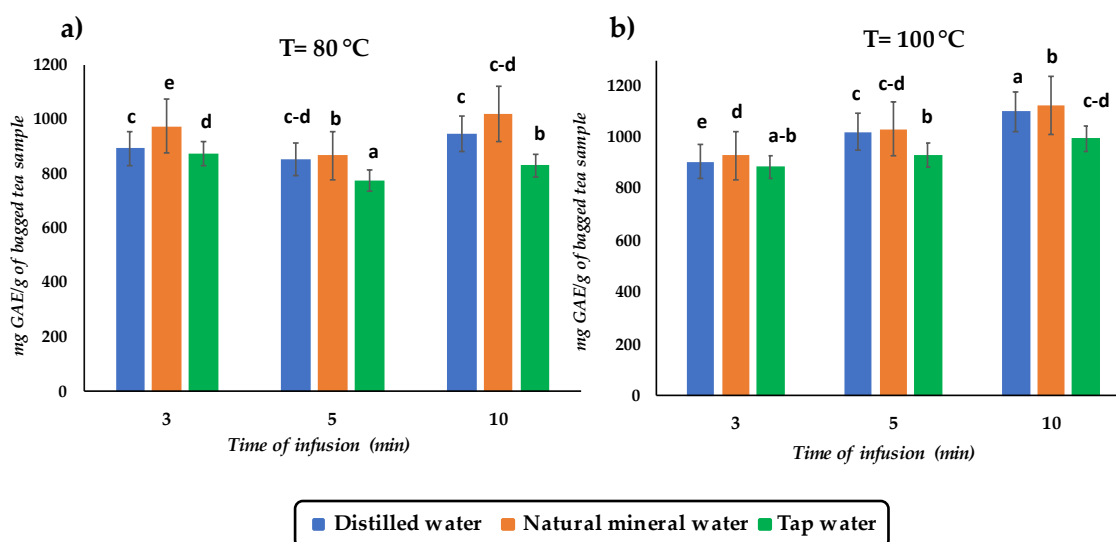 a)
T= 80 °C
mg GAE/g of bagged tea sample
1200
1000
800
600
400
200
0
c
e
d
c-d
b
a
c
c-d
b
3
5
10
Time of infusion (min)
b)
T= 100 °C
mg GAE/g of bagged tea sample
1200
1000
800
600
400
200
0
e
d
a-b
c
c-d
b
a
b
c-d
3
5
10
Time of infusion (min)
Distilled water Natural mineral water Tap water